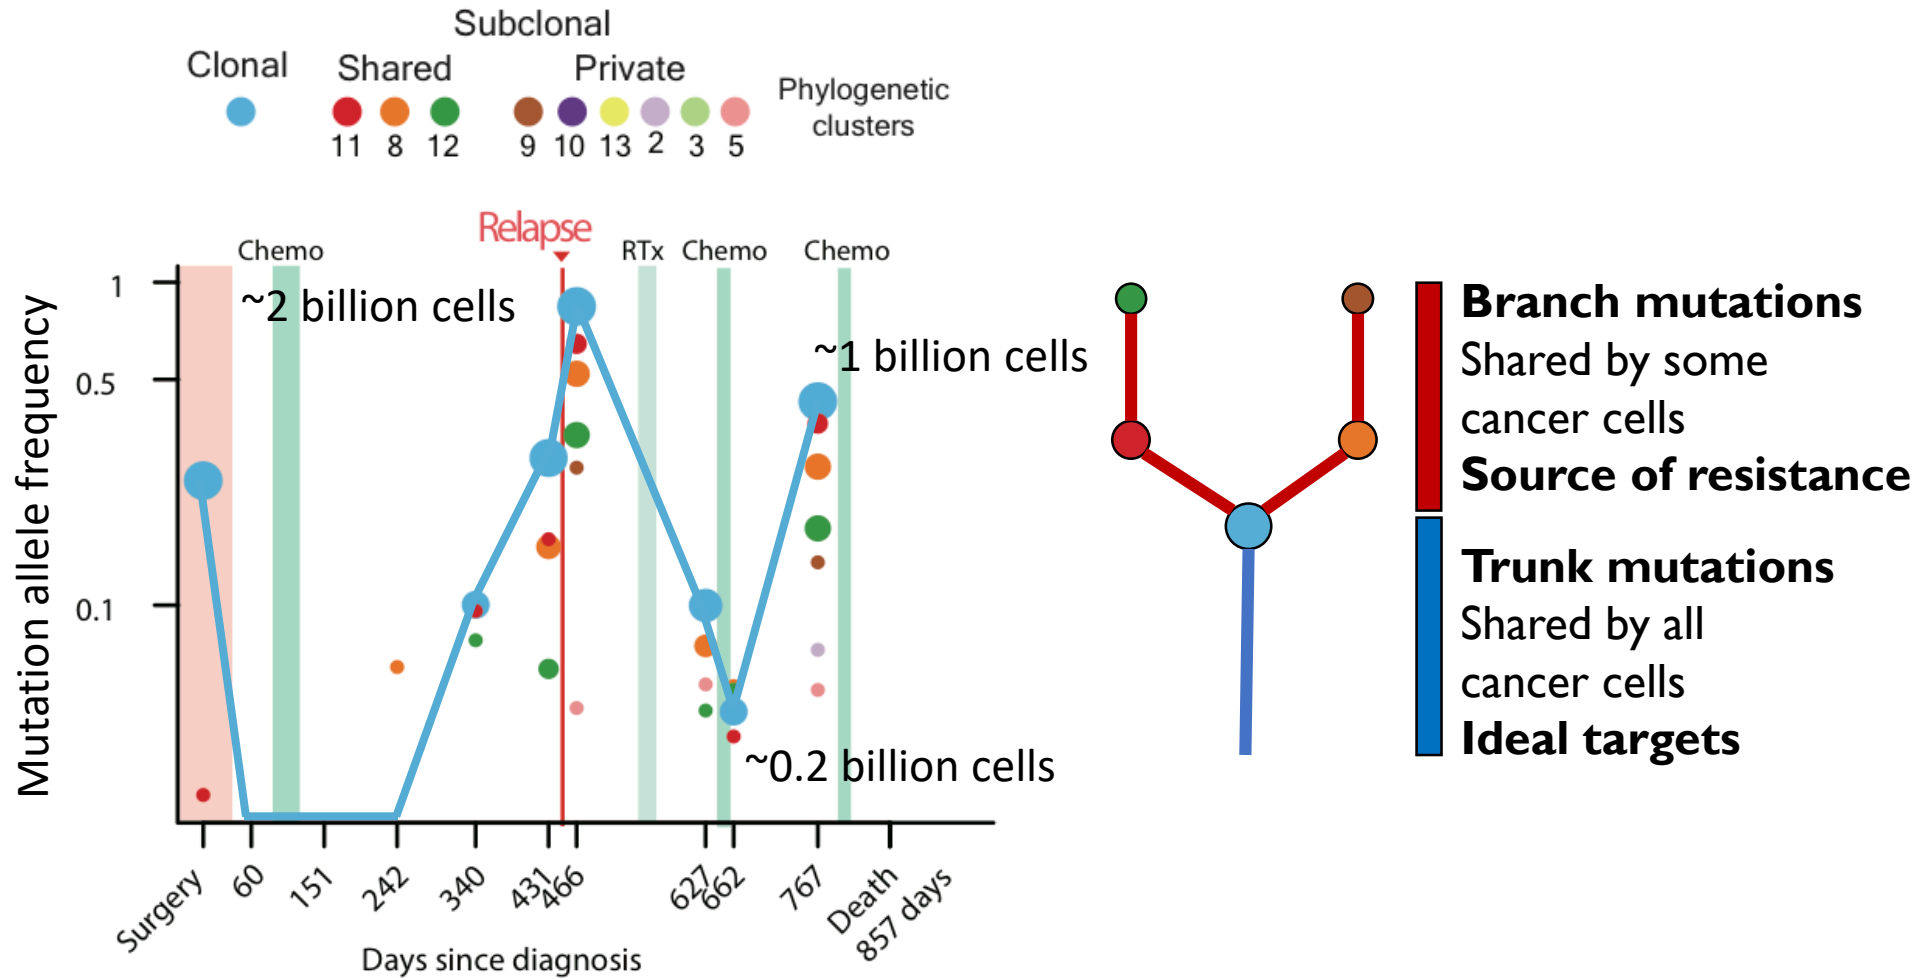 Subclonal
Clonal Shared Private
Phylogenetic
clusters
11 8 12 9 10 13 2 3 5
Relapse
Chemo RTx Chemo Chemo
~2 billion cells
~1 billion cells
~0.2 billion cells
Mutation allele frequency
1
0.5
0.1
Surgery 60 151 242 340 431 466 627 662 767 Death
857 days
Days since diagnosis
Branch mutations
Shared by some
cancer cells
Source of resistance
Trunk mutations
Shared by all
cancer cells
Ideal targets